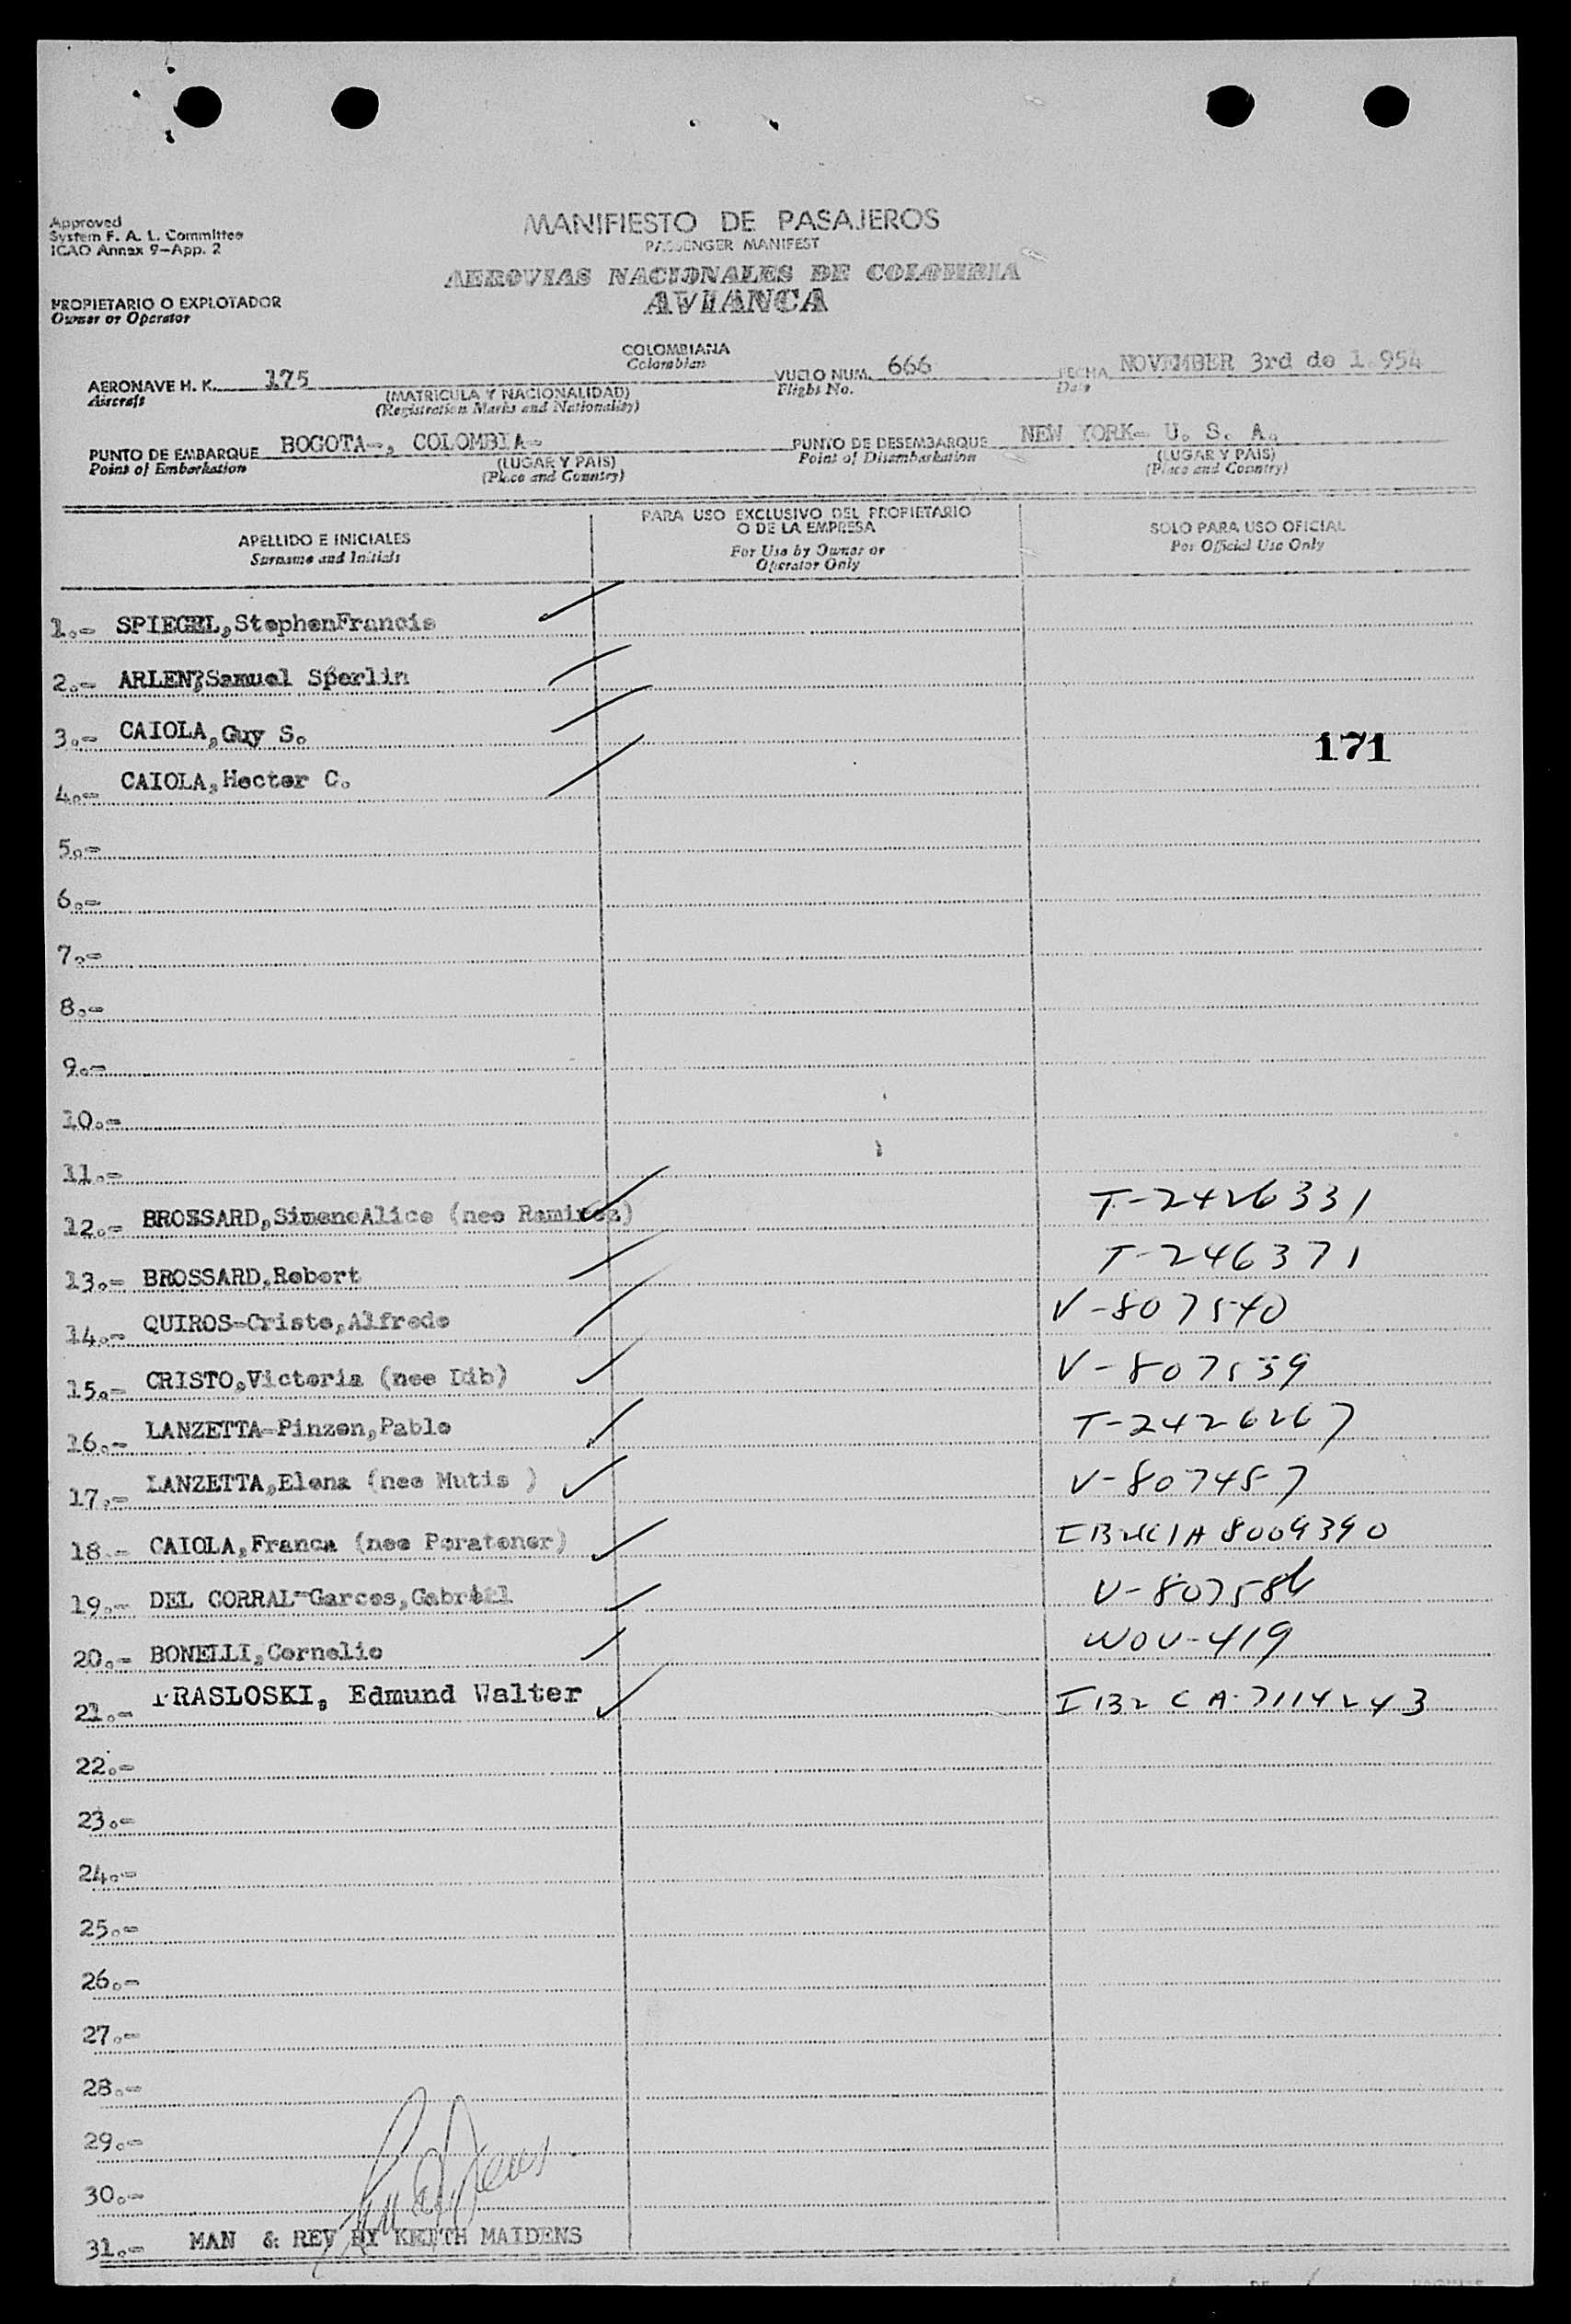 Approved
System F. A. L. Committee
ICAO Annex 9-App. 2
MANIFIESTO DE PASAJEROS
PASSENGER MANIFEST
AEROVIAS NACIONALES DE COLOMBIA
AVIANCA
PROPIETARIO O EXPLOTADOR
Owner or Operator
COLOMBIANA
Colombian
AERONAVE H. K. 175
Aircraft
(MATRICULA Y NACIONALIDAD)
(Registration Marks and Nationality)
VUELO NUM. 666
Flight No.
FECHA NOVEMBER 3rd de 1.954
Date
PUNTO DE EMBARQUE BOGOTA-, COLOMBIA-
Point of Embarkation
(LUGAR Y PAIS)
(Place and Country)
PUNTO DE DESEMBARQUE NEW YORK- U. S. A.
Point of Disembarkation
(LUGAR Y PAIS)
(Place and Country)
APELLIDO E INICIALES
Surname and Initials
PARA USO EXCLUSIVO DEL PROPIETARIO
O DE LA EMPRESA
For Use by Owner or
Operator Only
SOLO PARA USO OFICIAL
For Official Use Only
1.- SPIEGEL,StephenFrancis
2.- ARLEN,Samuel Sperlin
3.- CAIOLA,Guy S.
171
4.- CAIOLA,Hector C.
5.-
6.-
7.-
8.-
9.-
10.-
11.-
12.- BROSSARD,SimoneAlice (nee Ramirez) T-2426331
13.- BROSSARD,Robert T-246371
14.- QUIROS-Cristo,Alfredo V-807540
15.- CRISTO,Victoria (nee Dib) V-807539
16.- LANZETTA-Pinzon,Pablo T-2426267
17.- LANZETTA,Elena (nee Mutis ) V-807457
18.- CAIOLA,Franca (nee Poratoner) A 8009390
19.- DEL CORRAL-Garces,Gabriel V-807586
20.- BONELLI,Cornelio WOV-419
21.- PRASLOSKI, Edmund Walter I B2 C A-7114243
22.-
23.-
24.-
25.-
26.-
27.-
28.-
29.-
30.-
31.- MAN & REV BY KEITH MAIDENS